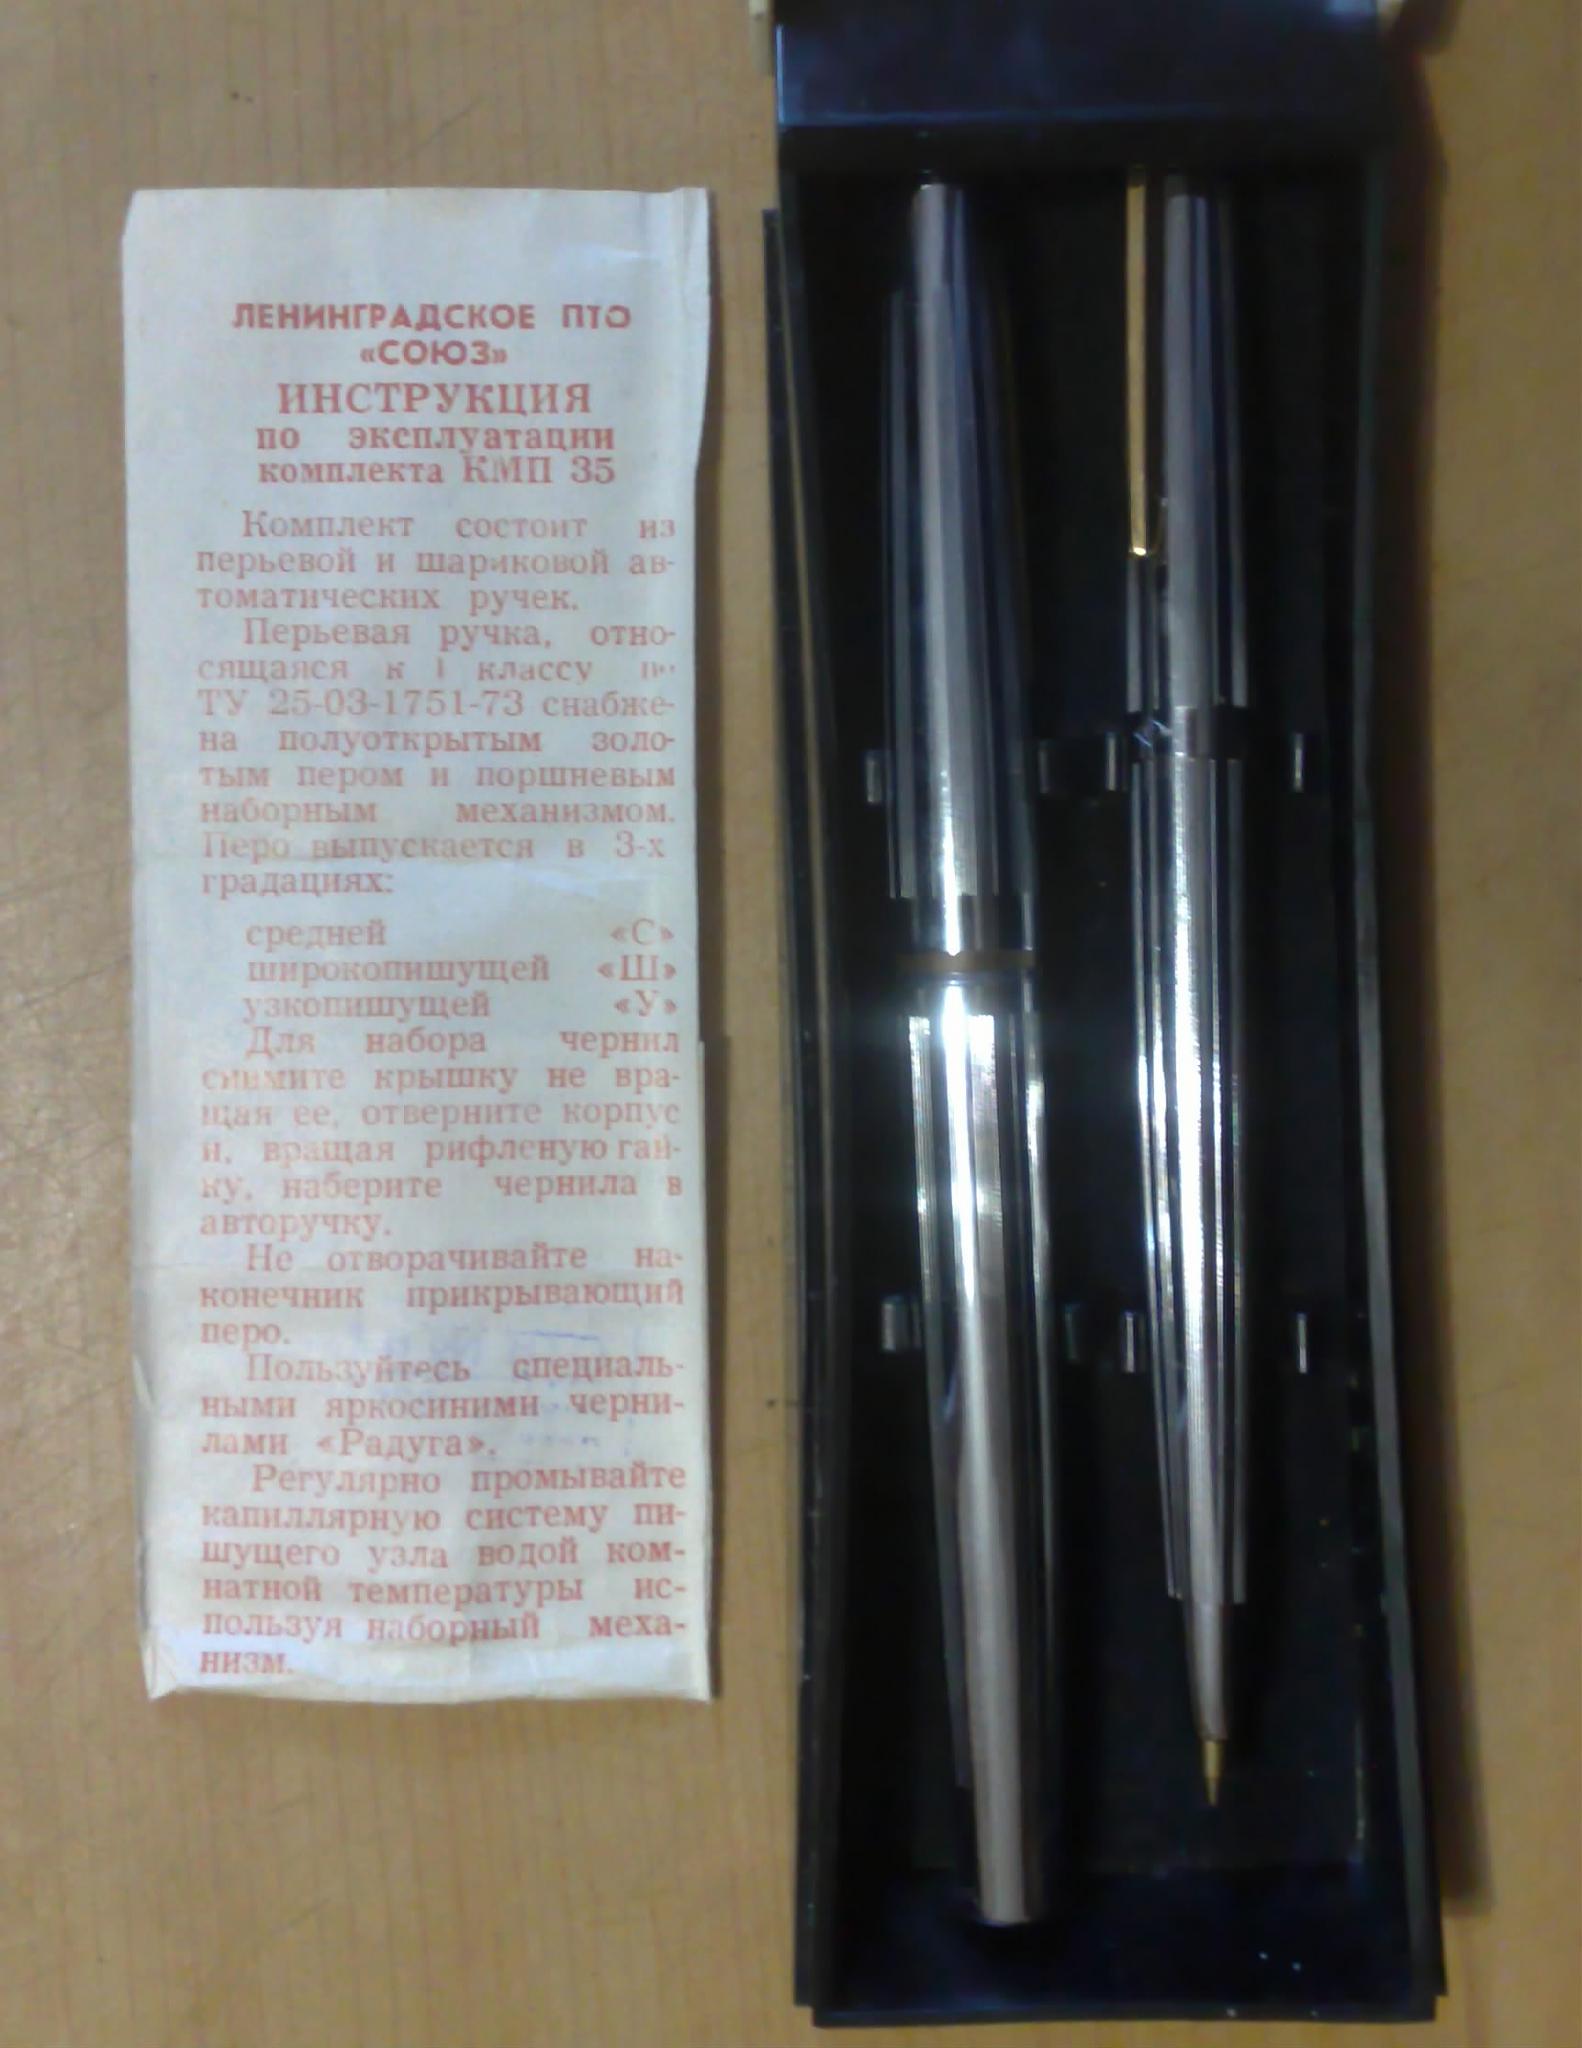 ЛЕНИНГРАДСКОЕ ПТО
«СОЮЗ»
ИНСТРУКЦИЯ
по эксплуатации
комплекта КМП 35
Комплект состоит из
перьевой и шариковой ав-
томатических ручек.
Перьевая ручка, отно-
сящаяся к I классу по
ТУ 25-03-1751-73 снабже-
на полуоткрытым золо-
тым пером и поршневым
наборным механизмом.
Перо выпускается в 3-х
градациях:
средней «С»
широкопишущей «Ш»
узкопишущей «У»
Для набора чернил
снимите крышку не вра-
щая ее, отверните корпус
и, вращая рифленую гай-
ку, наберите чернила в
авторучку.
Не отворачивайте на-
конечник прикрывающий
перо.
Пользуйтесь специаль-
ными яркосиними черни-
лами «Радуга».
Регулярно промывайте
капиллярную систему пи-
шущего узла водой ком-
натной температуры ис-
пользуя наборный меха-
низм.